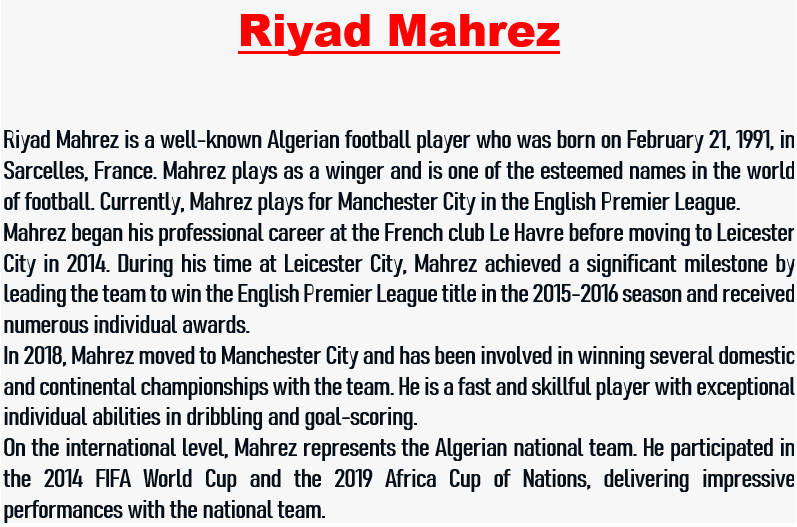 Riyad Mahrez
Riyad Mahrez is a well-known Algerian football player who was born on February 21, 1991, in
Sarcelles, France. Mahrez plays as a winger and is one of the esteemed names in the world
of football. Currently, Mahrez plays for Manchester City in the English Premier League.
Mahrez began his professional career at the French club Le Havre before moving to Leicester
City in 2014. During his time at Leicester City, Mahrez achieved a significant milestone by
leading the team to win the English Premier League title in the 2015-2016 season and received
numerous individual awards.
In 2018, Mahrez moved to Manchester City and has been involved in winning several domestic
and continental championships with the team. He is a fast and skillful player with exceptional
individual abilities in dribbling and goal-scoring.
On the international level, Mahrez represents the Algerian national team. He participated in
the 2014 FIFA World Cup and the 2019 Africa Cup of Nations, delivering impressive
performances with the national team.